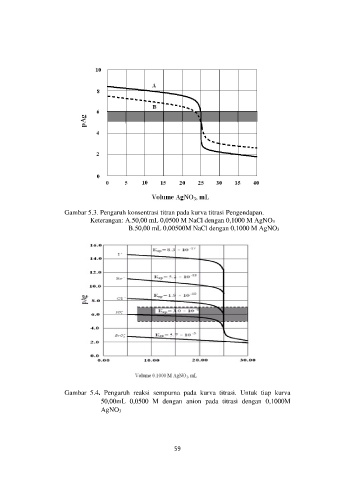 10
8
6
4
2
0
A
B
pAg
0 5 10 15 20 25 30 35 40
Volume AgNO₃, mL
Gambar 5.3. Pengaruh konsentrasi titran pada kurva titrasi Pengendapan.
Keterangan: A.50,00 mL 0,0500 M NaCl dengan 0,1000 M AgNO₃
B.50,00 mL 0,00500M NaCl dengan 0,1000 M AgNO₃
16.0
14.0
12.0
10.0
8.0
6.0
4.0
2.0
0.0
pAg
I⁻
Br⁻
Cl⁻
0.00 10.00 20.00 30.00
Volume 0.1000 M AgNO₃, mL
Gambar 5.4. Pengaruh reaksi sempurna pada kurva titrasi. Untuk tiap kurva
50,00mL 0,0500 M dengan anion pada titrasi dengan 0,1000M
AgNO₃
59